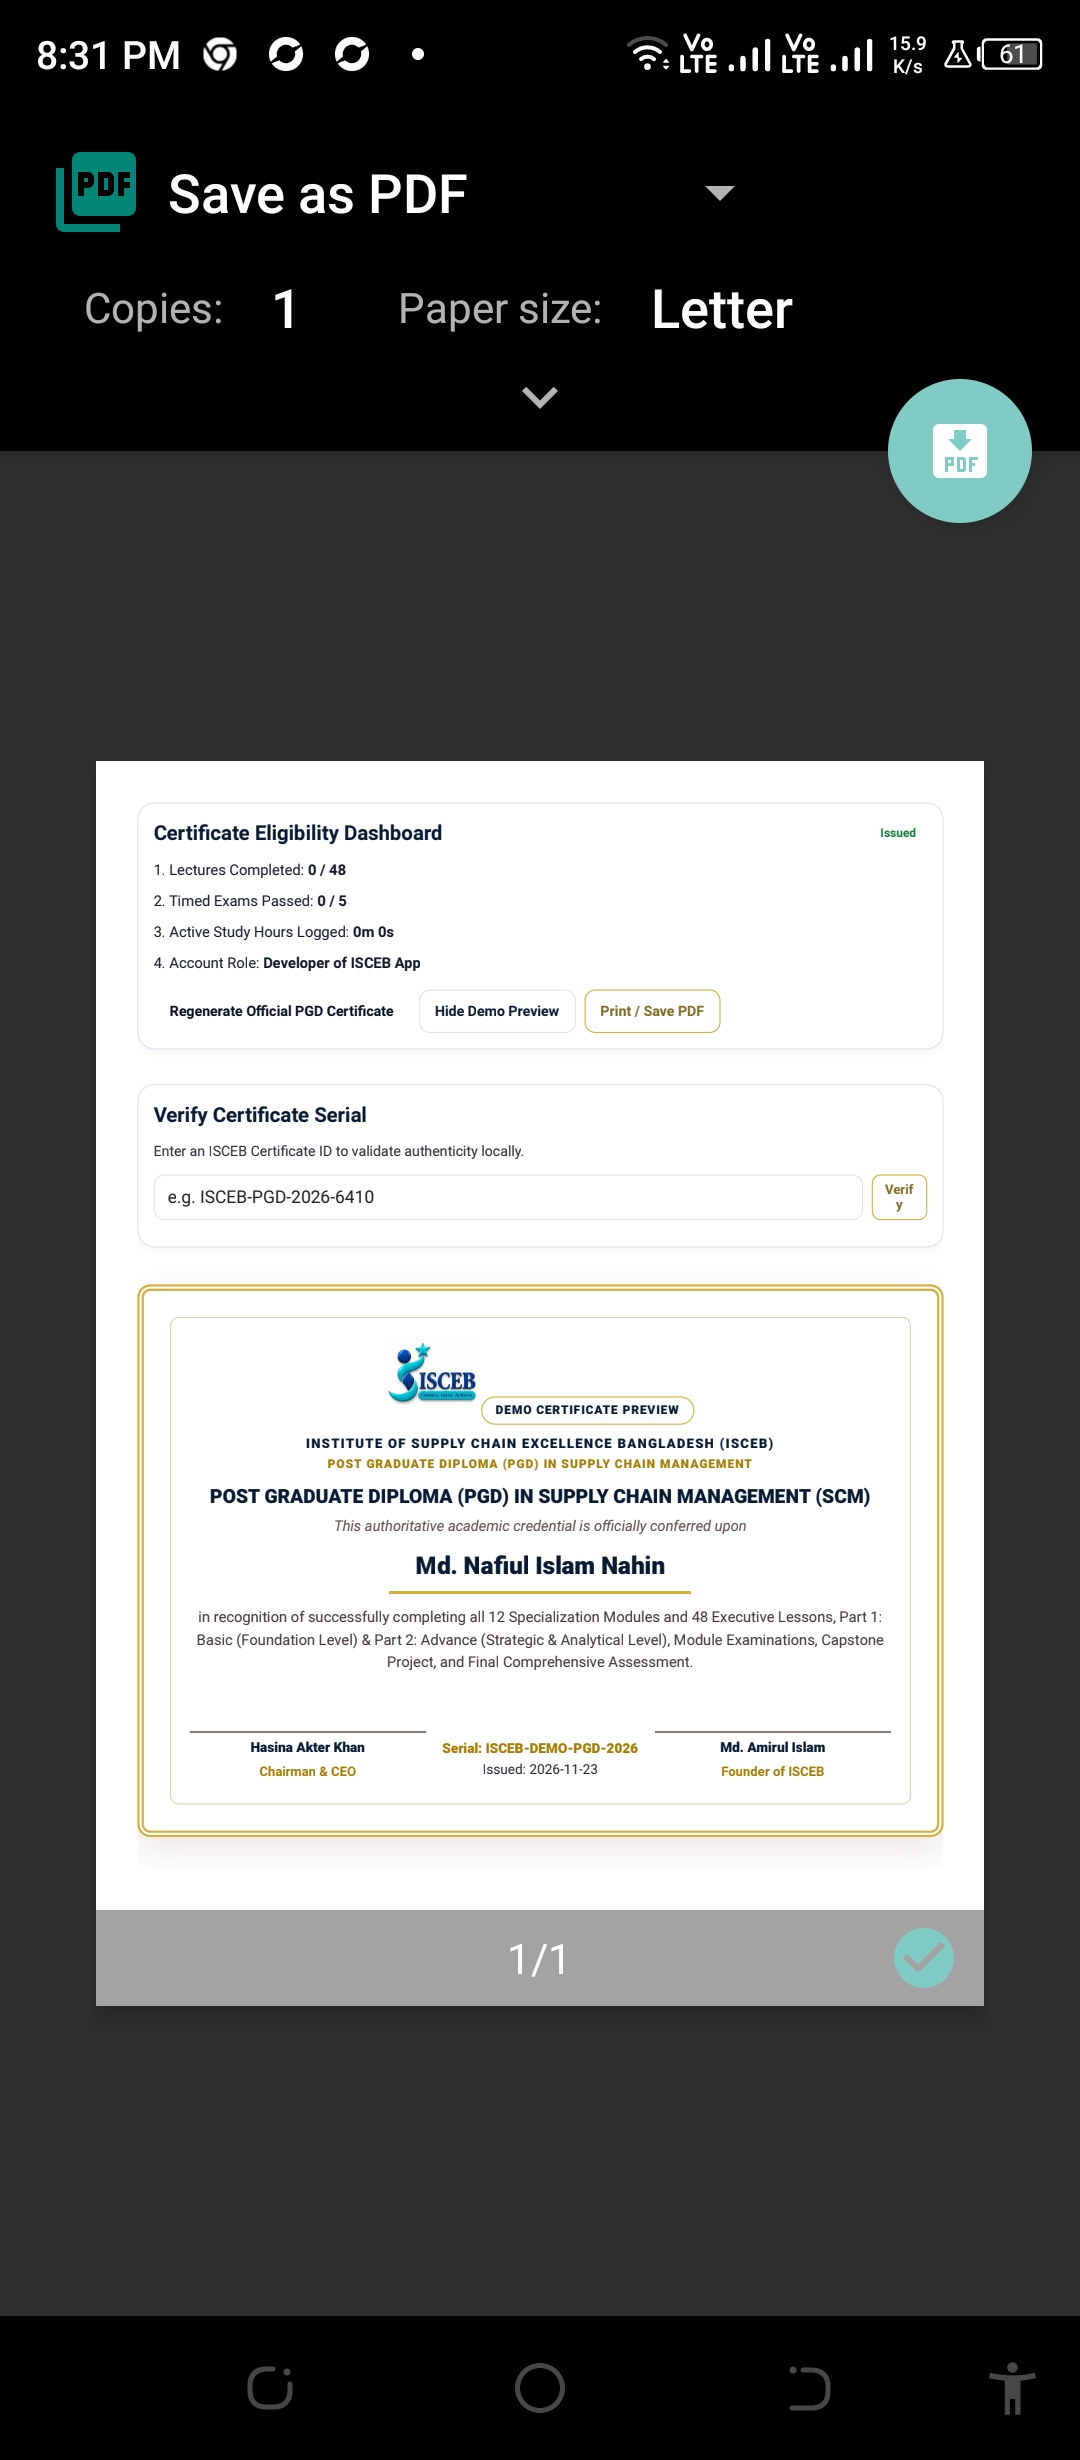 8:31 PM
Vo LTE Vo LTE 15.9 K/s 61
PDF
Save as PDF
Copies: 1 Paper size: Letter
PDF
Certificate Eligibility Dashboard
Issued
1. Lectures Completed: 0 / 48
2. Timed Exams Passed: 0 / 5
3. Active Study Hours Logged: 0m 0s
4. Account Role: Developer of ISCEB App
Regenerate Official PGD Certificate Hide Demo Preview Print / Save PDF
Verify Certificate Serial
Enter an ISCEB Certificate ID to validate authenticity locally.
e.g. ISCEB-PGD-2026-6410
Verif
y
ISCEB
DEMO CERTIFICATE PREVIEW
INSTITUTE OF SUPPLY CHAIN EXCELLENCE BANGLADESH (ISCEB)
POST GRADUATE DIPLOMA (PGD) IN SUPPLY CHAIN MANAGEMENT
POST GRADUATE DIPLOMA (PGD) IN SUPPLY CHAIN MANAGEMENT (SCM)
This authoritative academic credential is officially conferred upon
Md. Nafiul Islam Nahin
in recognition of successfully completing all 12 Specialization Modules and 48 Executive Lessons, Part 1:
Basic (Foundation Level) & Part 2: Advance (Strategic & Analytical Level), Module Examinations, Capstone
Project, and Final Comprehensive Assessment.
Hasina Akter Khan
Chairman & CEO
Serial: ISCEB-DEMO-PGD-2026
Issued: 2026-11-23
Md. Amirul Islam
Founder of ISCEB
1/1